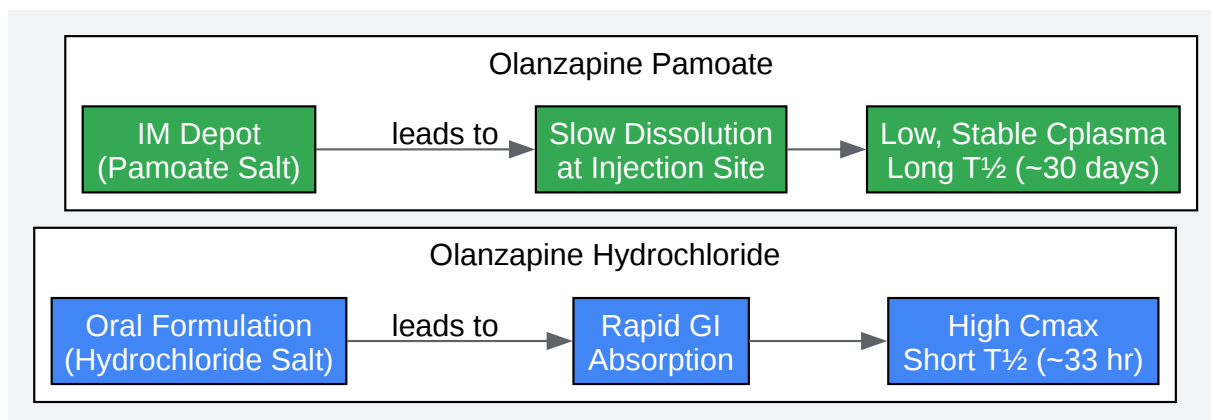 Olanzapine Pamoate
IM Depot
(Pamoate Salt)
leads to
Slow Dissolution
at Injection Site
Low, Stable Cplasma
Long T½ (~30 days)
Olanzapine Hydrochloride
Oral Formulation
(Hydrochloride Salt)
leads to
Rapid GI
Absorption
High Cmax
Short T½ (~33 hr)